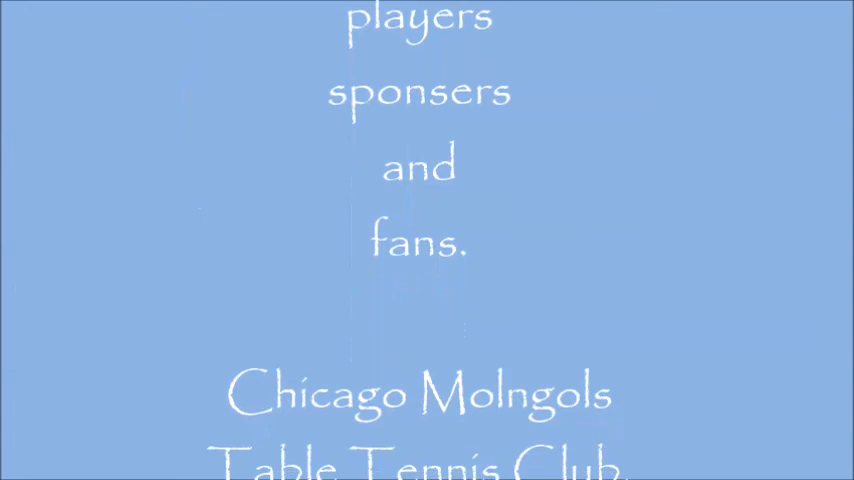 players
sponsers
and
fans.
Chicago Molngols
Table Tennis Club.